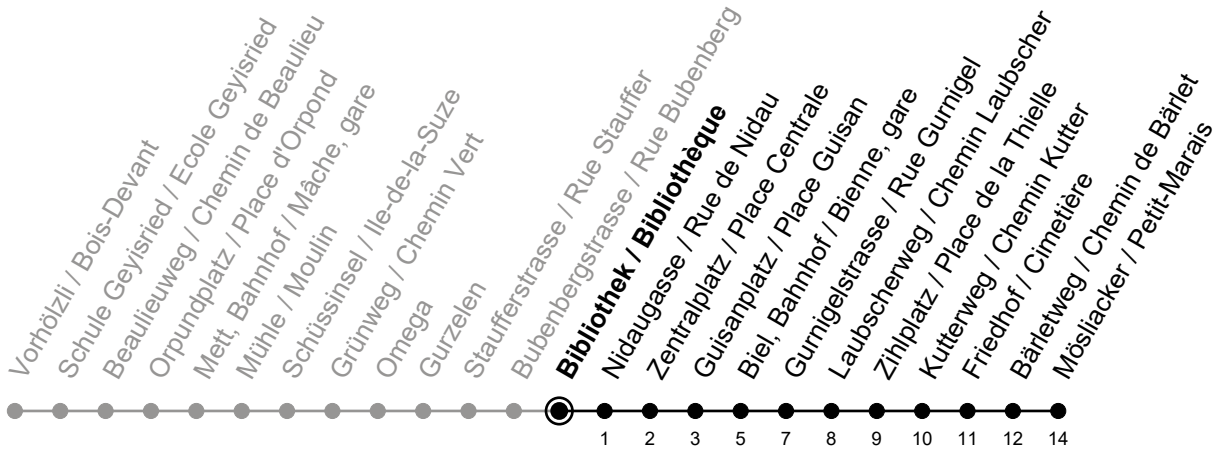 Vorhölzli / Bois-Devant
Schule Geyisried / Ecole Geyisried
Beaulieuweg / Chemin de Beaulieu
Orpundplatz / Place d'Orpond
Mett, Bahnhof / Mâche, gare
Mühle / Moulin
Schüssinsel / Ile-de-la-Suze
Grünweg / Chemin Vert
Omega
Gurzelen
Staufferstrasse / Rue Stauffer
Bubenbergstrasse / Rue Bubenberg
Bibliothek / Bibliothèque
Nidaugasse / Rue de Nidau
Zentralplatz / Place Centrale
Guisanplatz / Place Guisan
Biel, Bahnhof / Bienne, gare
Gurnigelstrasse / Rue Gurnigel
Laubscherweg / Chemin Laubscher
Zihlplatz / Place de la Thielle
Kutterweg / Chemin Kutter
Friedhof / Cimetière
Bärletweg / Chemin de Bärlet
Mösliacker / Petit-Marais
1 2 3 5 7 8 9 10 11 12 14